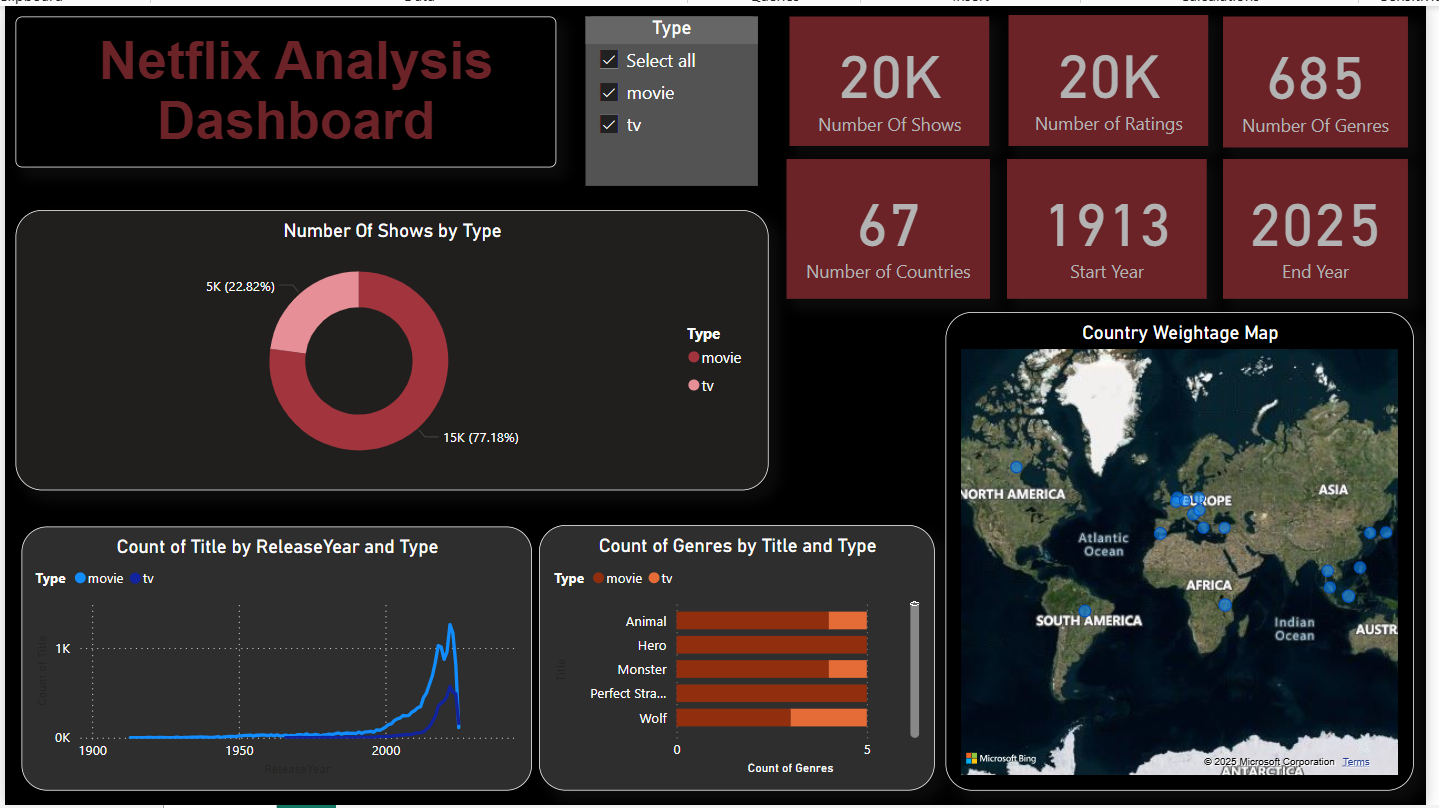 Netflix Analysis
Dashboard
Type
Select all
movie
tv
20K
Number Of Shows
20K
Number of Ratings
685
Number Of Genres
67
Number of Countries
1913
Start Year
2025
End Year
Number Of Shows by Type
5K (22.82%)
15K (77.18%)
Type
movie
tv
Country Weightage Map
NORTH AMERICA
EUROPE
ASIA
Atlantic
Ocean
AFRICA
SOUTH AMERICA
Indian
Ocean
AUSTR
Microsoft Bing
© 2025 Microsoft Corporation Terms
ANTARCTICA
Count of Title by ReleaseYear and Type
Type movie tv
Count of Title
1K
0K
1900 1950 2000
ReleaseYear
Count of Genres by Title and Type
Type movie tv
Title
Animal
Hero
Monster
Perfect Stra...
Wolf
0 5
Count of Genres